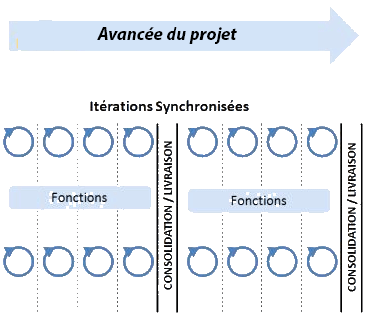 Avancée du projet
Itérations Synchronisées
Fonctions
CONSOLIDATION / LIVRAISON
Fonctions
CONSOLIDATION / LIVRAISON